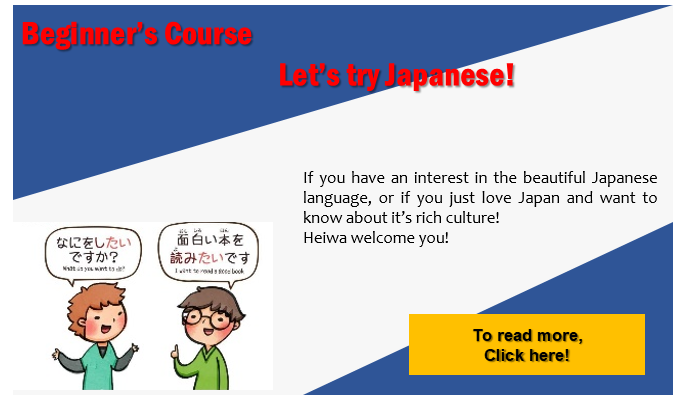 Beginner's Course
Let's try Japanese!
If you have an interest in the beautiful Japanese
language, or if you just love Japan and want to
know about it's rich culture!
Heiwa welcome you!
なにをしたい
ですか?
What do you want to do?
面白い本を
読みたいです
I want to read a good book
To read more,
Click here!